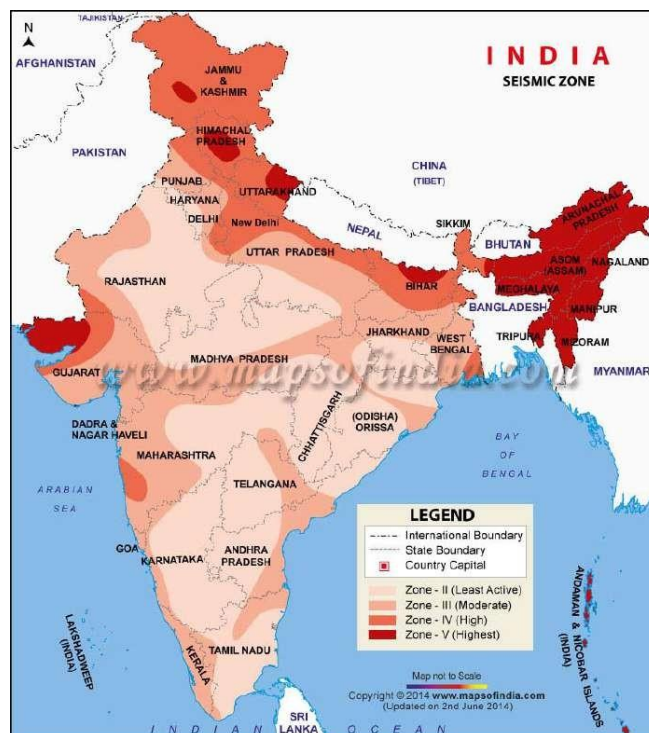 N
TAJIKISTAN
AFGHANISTAN
INDIA
SEISMIC ZONE
JAMMU
&
KASHMIR
PAKISTAN
HIMACHAL
PRADESH
CHINA
(TIBET)
PUNJAB
UTTARAKHAND
HARYANA
DELHI
New Delhi
NEPAL
SIKKIM
BHUTAN
ARUNACHAL
PRADESH
UTTAR PRADESH
ASOM
(ASSAM)
NAGALAND
RAJASTHAN
BIHAR
MEGHALAYA
BANGLADESH
MANIPUR
JHARKHAND
WEST
BENGAL
TRIPURA
MIZORAM
GUJARAT
MADHYA PRADESH
www.mapsofindia.com
MYANMAR
CHHATTISGARH
(ODISHA)
ORISSA
DADRA &
NAGAR HAVELI
MAHARASHTRA
BAY
OF
BENGAL
ARABIAN
SEA
TELANGANA
GOA
KARNATAKA
ANDHRA
PRADESH
LEGEND
International Boundary
State Boundary
Country Capital
Zone - II (Least Active)
Zone - III (Moderate)
Zone - IV (High)
Zone - V (Highest)
ANDAMAN & NICOBAR ISLANDS
(INDIA)
LAKSHADWEEP
(INDIA)
KERALA
TAMIL NADU
Map not to Scale
Copyright © 2014 www.mapsofindia.com
(Updated on 2nd June 2014)
SRI
LANKA
INDIAN OCEAN